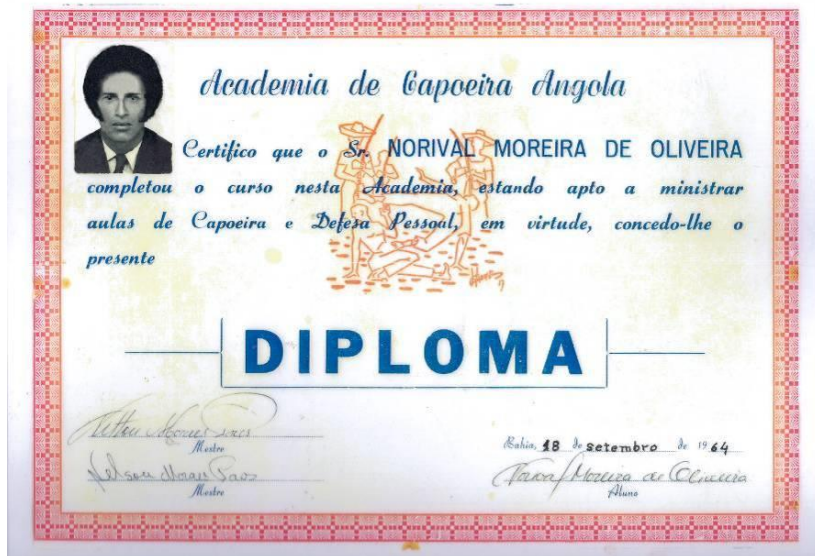 Academia de Capoeira Angola
Certifico que o Sr. NORIVAL MOREIRA DE OLIVEIRA
completou o curso nesta Academia, estando apto a ministrar
aulas de Capoeira e Defesa Pessoal, em virtude, concedo-lhe o
presente
DIPLOMA
Mestre
Bahia, 18 de setembro de 1964
Mestre
Moreira de Oliveira
Aluno